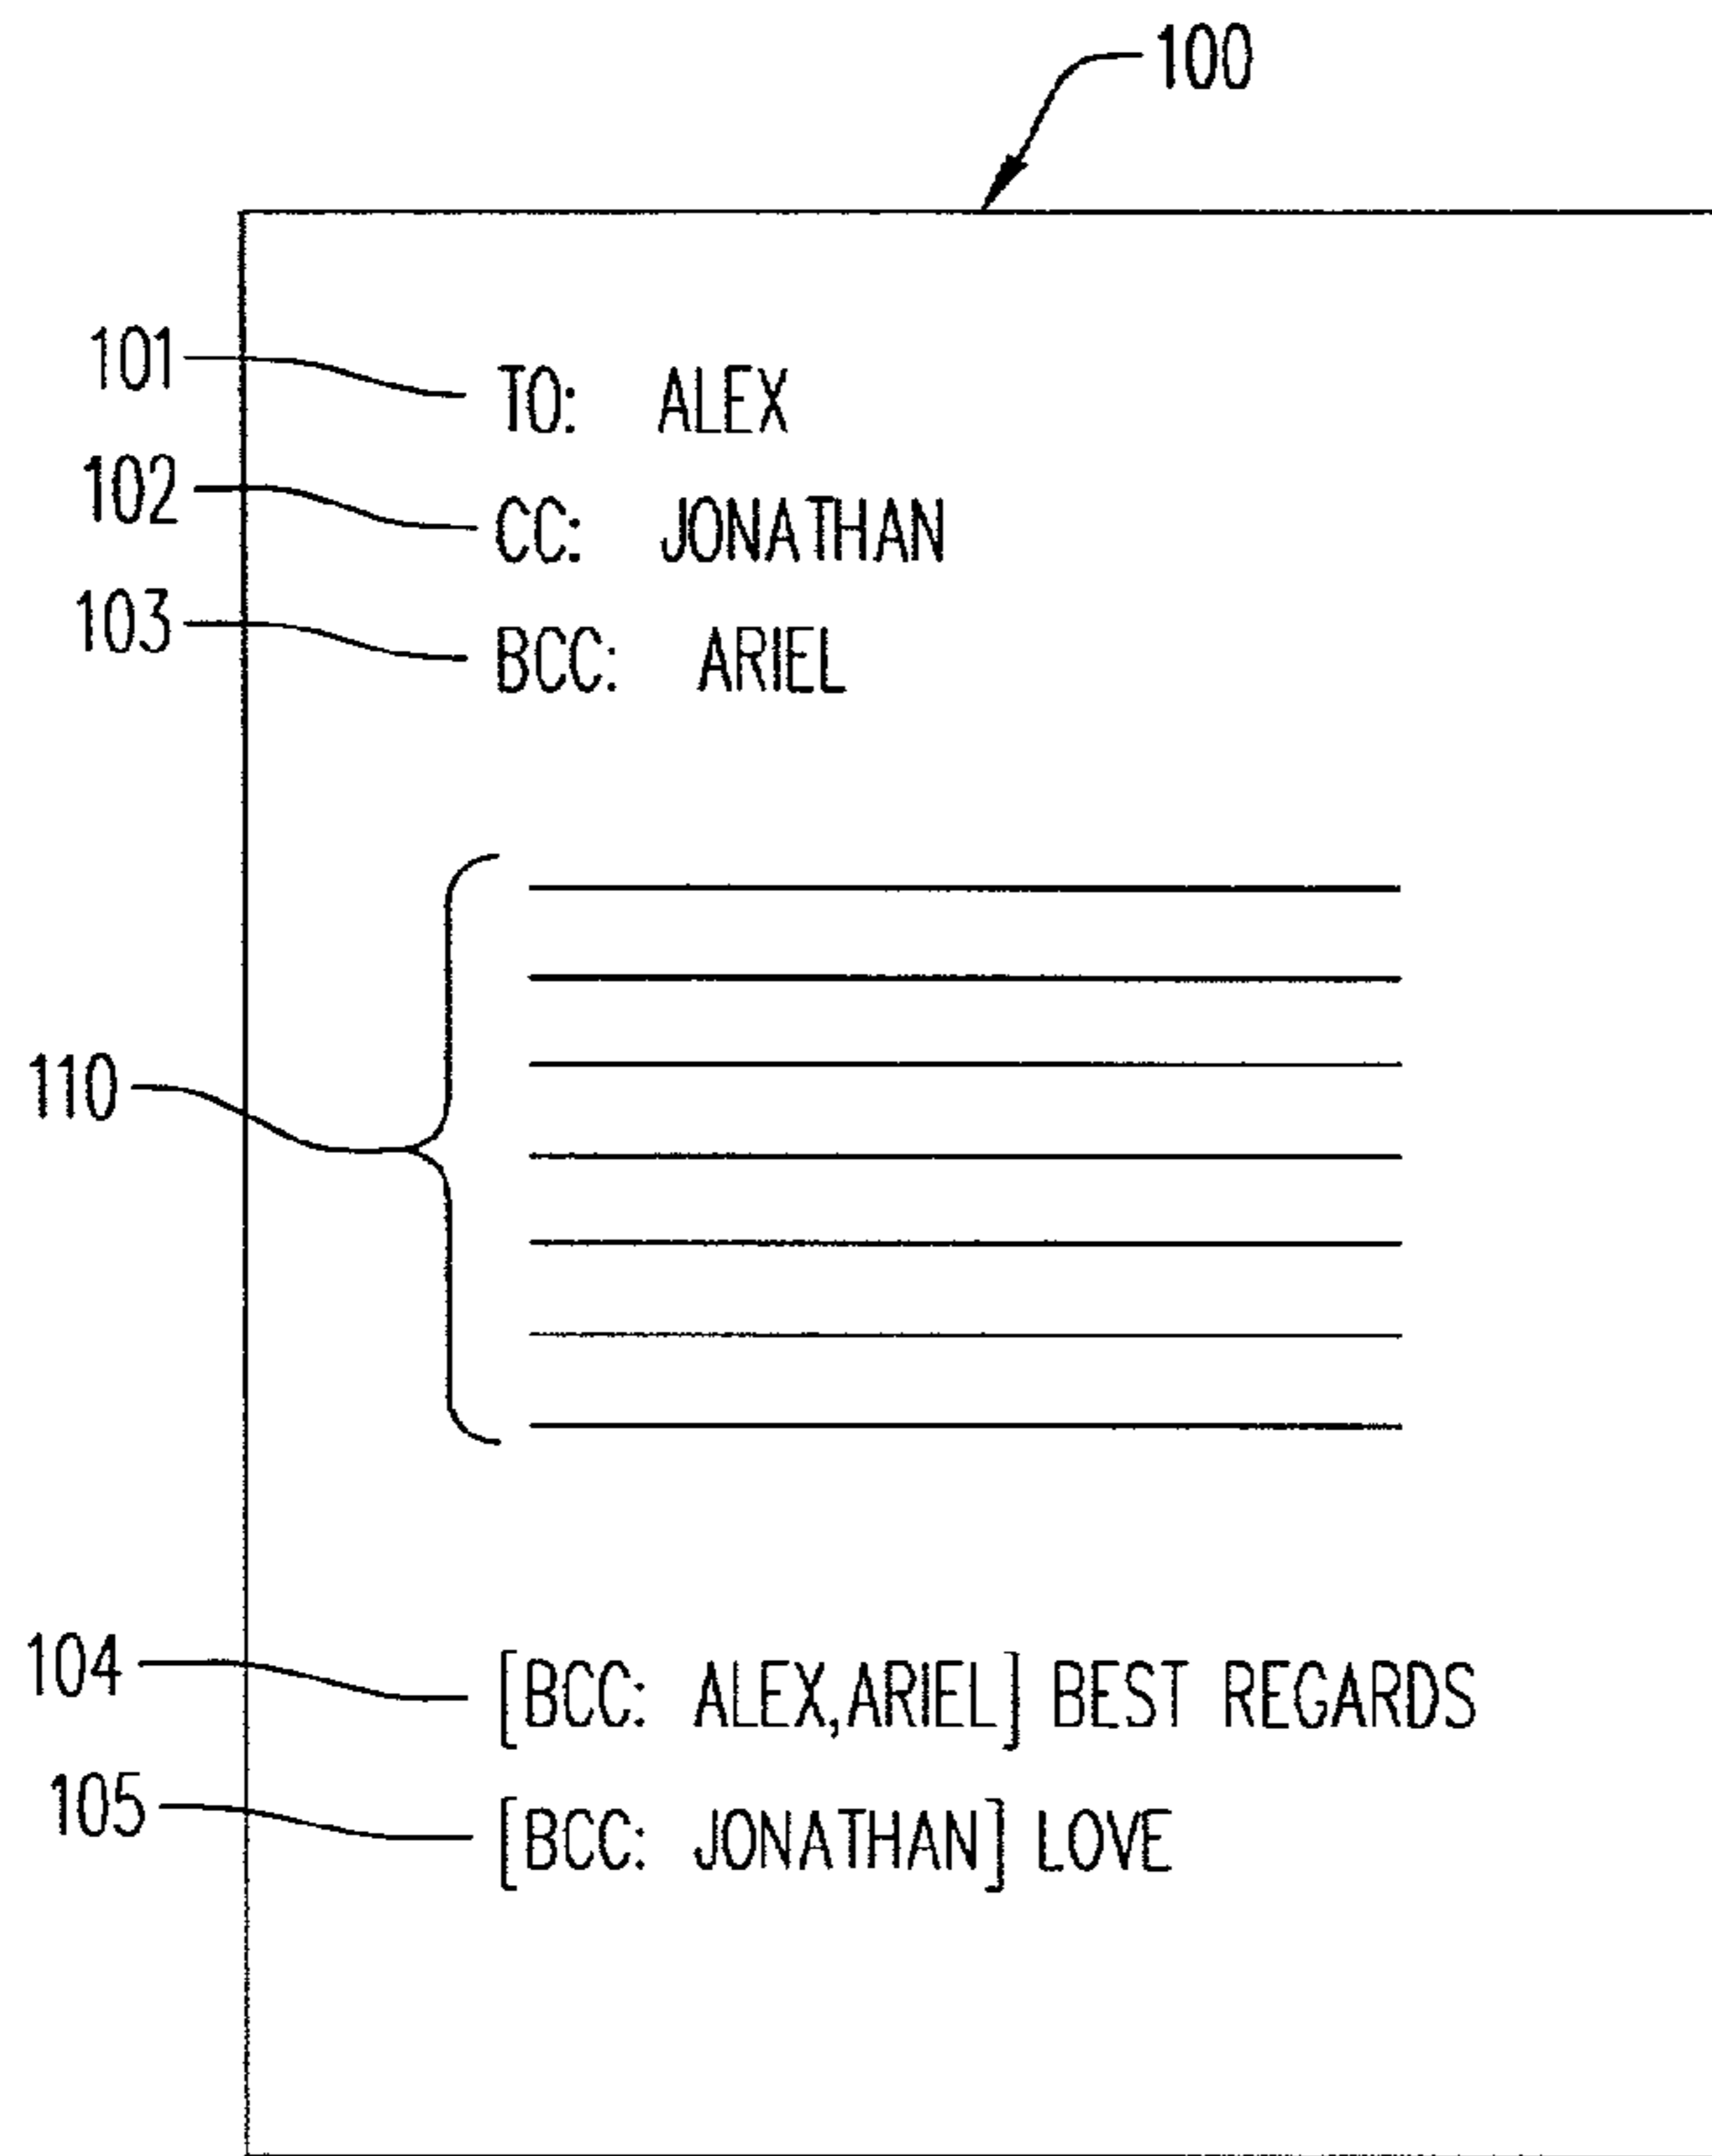 100
101 TO: ALEX
102 CC: JONATHAN
103 BCC: ARIEL
110
104 [BCC: ALEX,ARIEL] BEST REGARDS
105 [BCC: JONATHAN] LOVE